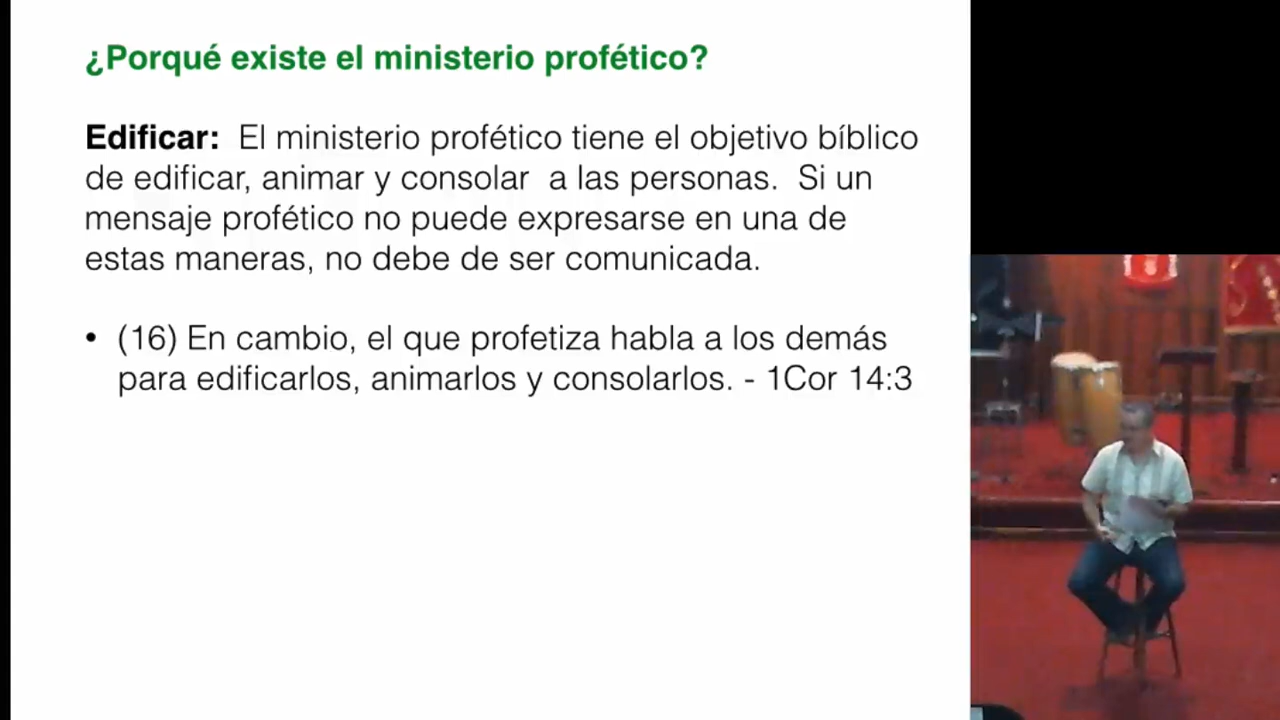 ¿Porqué existe el ministerio profético?
Edificar:  El ministerio profético tiene el objetivo bíblico
de edificar, animar y consolar  a las personas.  Si un
mensaje profético no puede expresarse en una de
estas maneras, no debe de ser comunicada.
• (16) En cambio, el que profetiza habla a los demás
para edificarlos, animarlos y consolarlos. - 1Cor 14:3